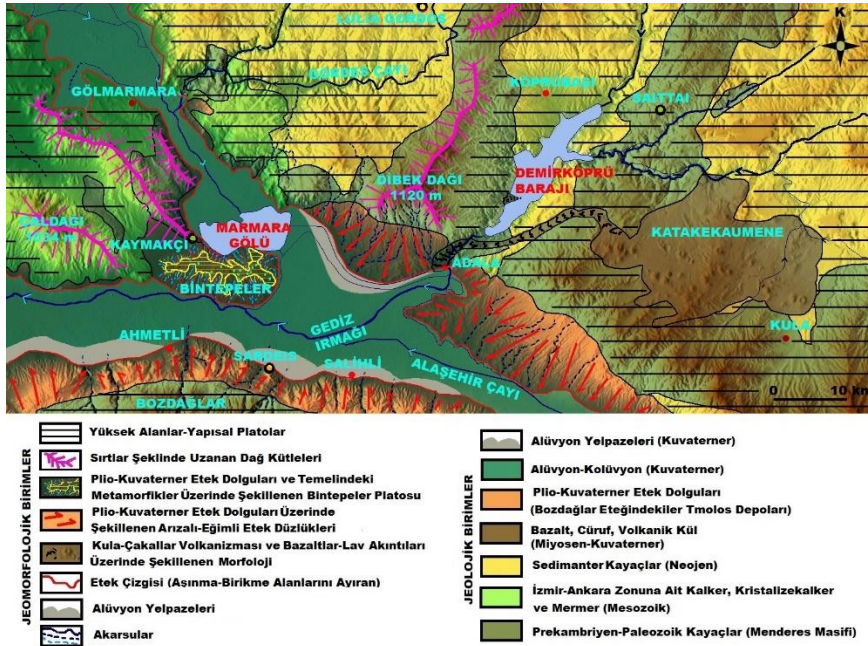 LULIA GORDOS
K
GÖRDES ÇAYI
GÖLMARMARA
KÖPRÜBAŞI
SAİTTAİ
DİBEK DAĞI
1120 m
DEMİRKÖPRÜ
BARAJI
MARMARA
GÖLÜ
KAYMAKÇI
KATAKEKAUMENE
ADALA
BİNTEPELER
KULA
GEDİZ
IRMAĞI
AHMETLİ
SARDEİS
SALİHLİ
ALAŞEHİR ÇAYI
BOZDAĞLAR
0 10 km
JEOMORFOLOJİK BİRİMLER
Yüksek Alanlar-Yapısal Platolar
Sırtlar Şeklinde Uzanan Dağ Kütleleri
Plio-Kuvaterner Etek Dolguları ve Temelindeki
Metamorfikler Üzerinde Şekillenen Bintepeler Platosu
Plio-Kuvaterner Etek Dolguları Üzerinde
Şekillenen Arızalı-Eğimli Etek Düzlükleri
Kula-Çakallar Volkanizması ve Bazaltlar-Lav Akıntıları
Üzerinde Şekillenen Morfoloji
Etek Çizgisi (Aşınma-Birikme Alanlarını Ayıran)
Alüvyon Yelpazeleri
Akarsular
JEOLOJİK BİRİMLER
Alüvyon Yelpazeleri (Kuvaterner)
Alüvyon-Kolüvyon (Kuvaterner)
Plio-Kuvaterner Etek Dolguları
(Bozdağlar Eteğindekiler Tmolos Depoları)
Bazalt, Cüruf, Volkanik Kül
(Miyosen-Kuvaterner)
Sedimanter Kayaçlar (Neojen)
İzmir-Ankara Zonuna Ait Kalker, Kristalizekalker
ve Mermer (Mesozoik)
Prekambriyen-Paleozoik Kayaçlar (Menderes Masifi)